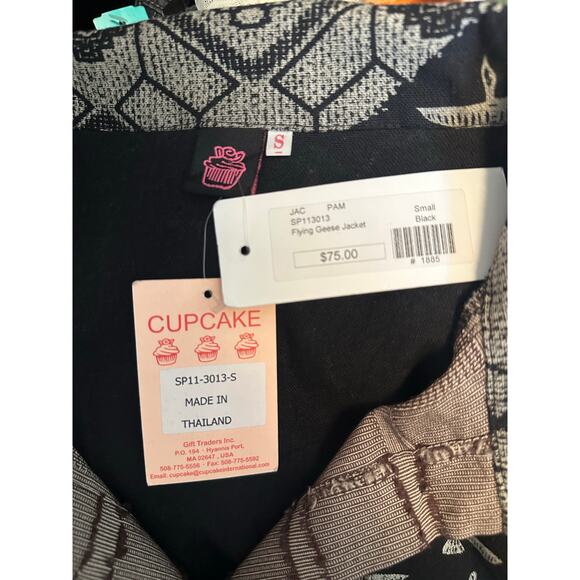 S
JAC PAM Small
SP113013 Black
Flying Geese Jacket
$75.00
# 1885
CUPCAKE
SP11-3013-S
MADE IN
THAILAND
Gift Traders Inc.
P.O. 194 · Hyannis Port,
MA 02647 , USA
508-775-5556 · Fax: 508-775-5592
Email: cupcake@cupcakeinternational.com